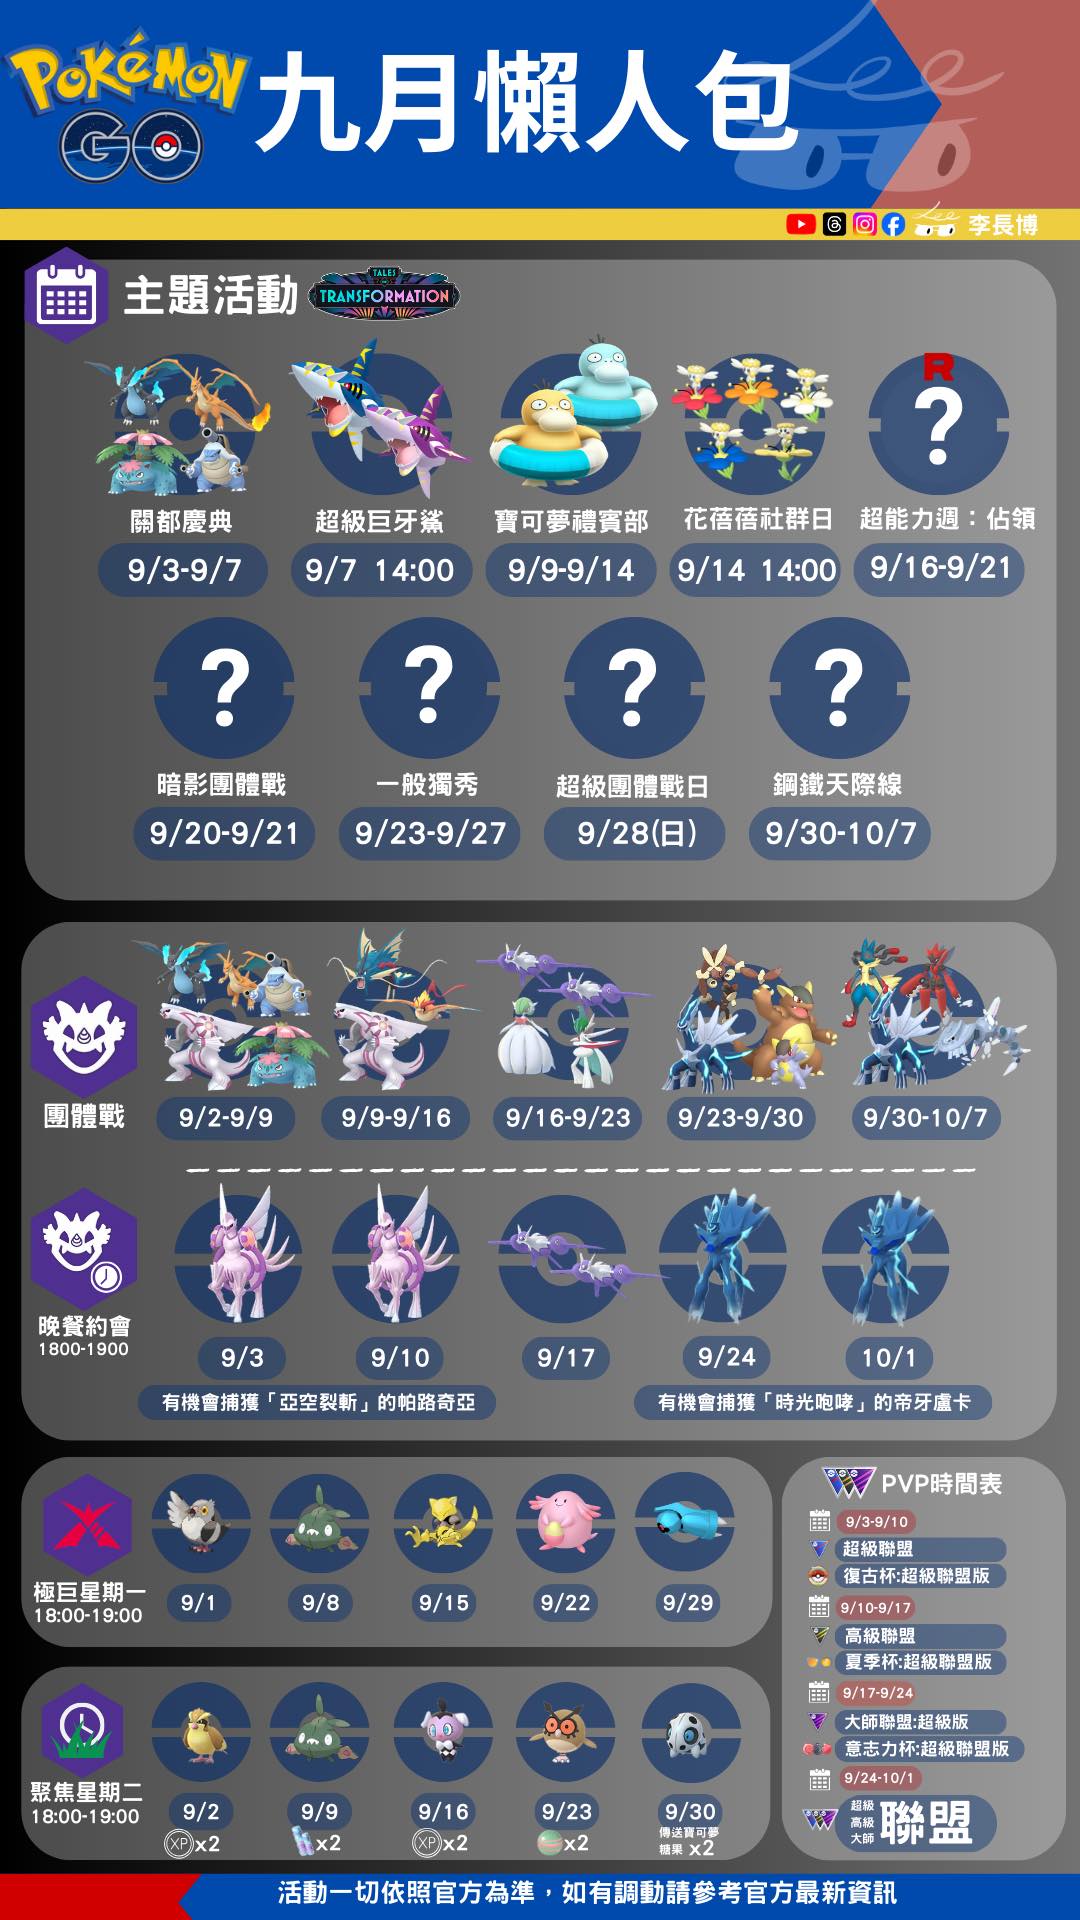 POKéMON
GO
九月懶人包
Lee
Lee 李長博
主題活動
TALES OF
TRANSFORMATION
R
? 
關都慶典 超級巨牙鯊 寶可夢禮賓部 花蓓蓓社群日 超能力週：佔領
9/3-9/7 9/7 14:00 9/9-9/14 9/14 14:00 9/16-9/21
? ? ? ?
暗影團體戰 一般獨秀 超級團體戰日 鋼鐵天際線
9/20-9/21 9/23-9/27 9/28(日) 9/30-10/7
團體戰
9/2-9/9 9/9-9/16 9/16-9/23 9/23-9/30 9/30-10/7
晚餐約會
1800-1900
9/3 9/10 9/17 9/24 10/1
有機會捕獲「亞空裂斬」的帕路奇亞 有機會捕獲「時光咆哮」的帝牙盧卡
極巨星期一
18:00-19:00
9/1 9/8 9/15 9/22 9/29
聚焦星期二
18:00-19:00
9/2 9/9 9/16 9/23 9/30
XP x2 x2 XP x2 x2 傳送寶可夢
糖果 x2
PVP時間表
9/3-9/10
超級聯盟
復古杯:超級聯盟版
9/10-9/17
高級聯盟
夏季杯:超級聯盟版
9/17-9/24
大師聯盟:超級版
意志力杯:超級聯盟版
9/24-10/1
超級
高級
大師
聯盟
活動一切依照官方為準，如有調動請參考官方最新資訊